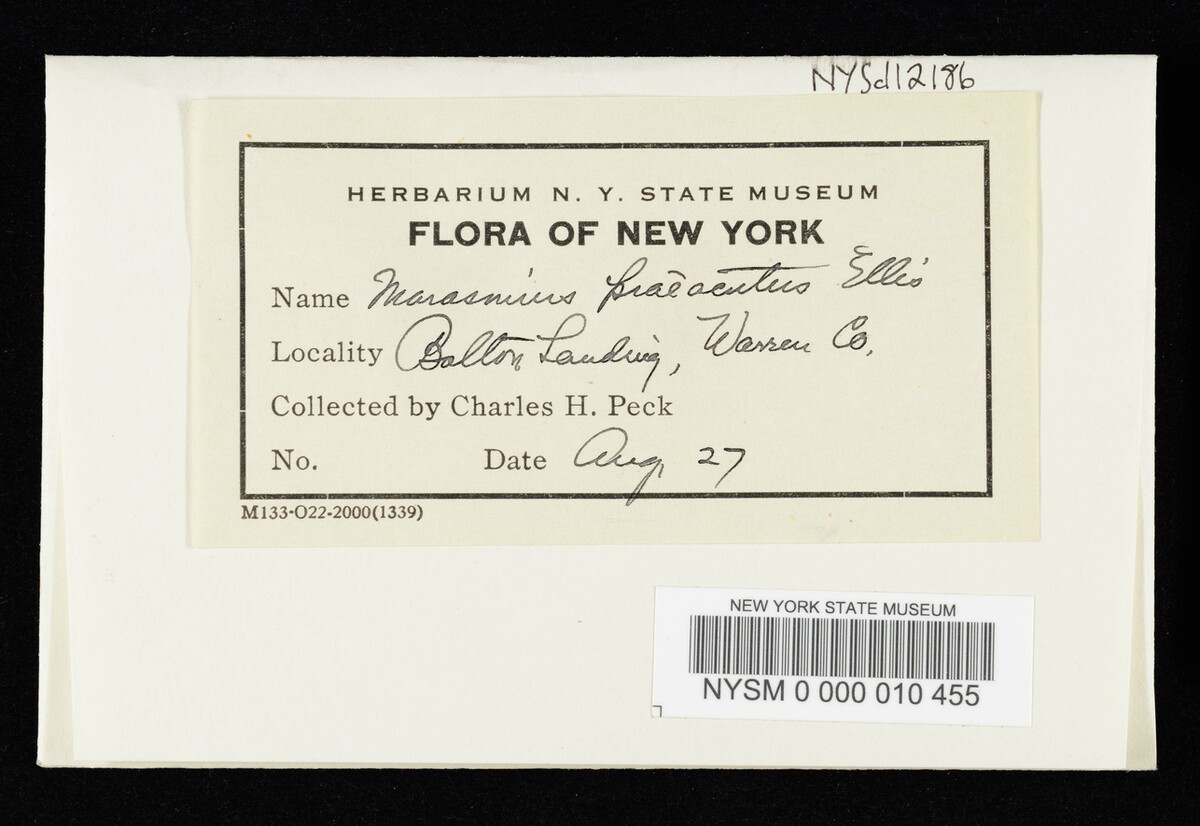 NYSd12186
HERBARIUM N. Y. STATE MUSEUM
FLORA OF NEW YORK
Name Marasmius praeacutus Ellis
Locality Bolton Landing, Warren Co.
Collected by Charles H. Peck
No. Date Aug. 27
M133-O22-2000(1339)
NEW YORK STATE MUSEUM
NYSM 0 000 010 455